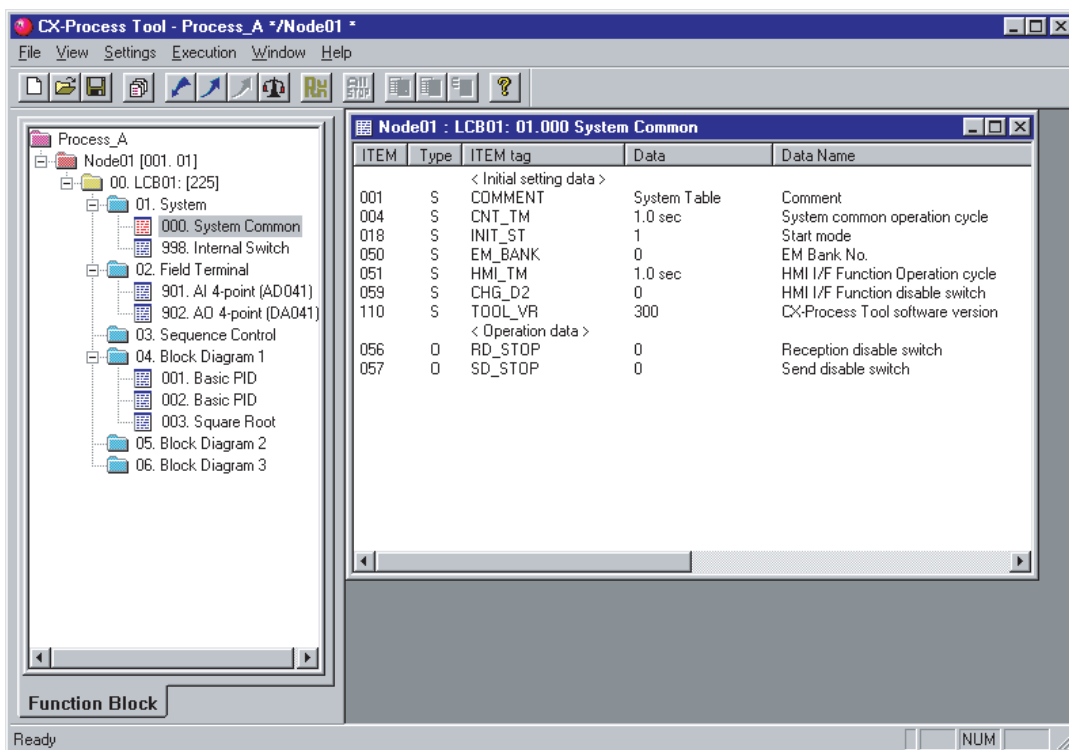 CX-Process Tool - Process_A */Node01 *
File View Settings Execution Window Help
Process_A
Node01 [001. 01]
00. LCB01: [225]
01. System
000. System Common
998. Internal Switch
02. Field Terminal
901. AI 4-point (AD041)
902. AO 4-point (DA041)
03. Sequence Control
04. Block Diagram 1
001. Basic PID
002. Basic PID
003. Square Root
05. Block Diagram 2
06. Block Diagram 3
Function Block
Node01 : LCB01: 01.000 System Common
ITEM Type ITEM tag Data Data Name
< Initial setting data >
001 S COMMENT System Table Comment
004 S CNT_TM 1.0 sec System common operation cycle
018 S INIT_ST 1 Start mode
050 S EM_BANK 0 EM Bank No.
051 S HMI_TM 1.0 sec HMI I/F Function Operation cycle
059 S CHG_D2 0 HMI I/F Function disable switch
110 S TOOL_VR 300 CX-Process Tool software version
< Operation data >
056 O RD_STOP 0 Reception disable switch
057 O SD_STOP 0 Send disable switch
Ready NUM